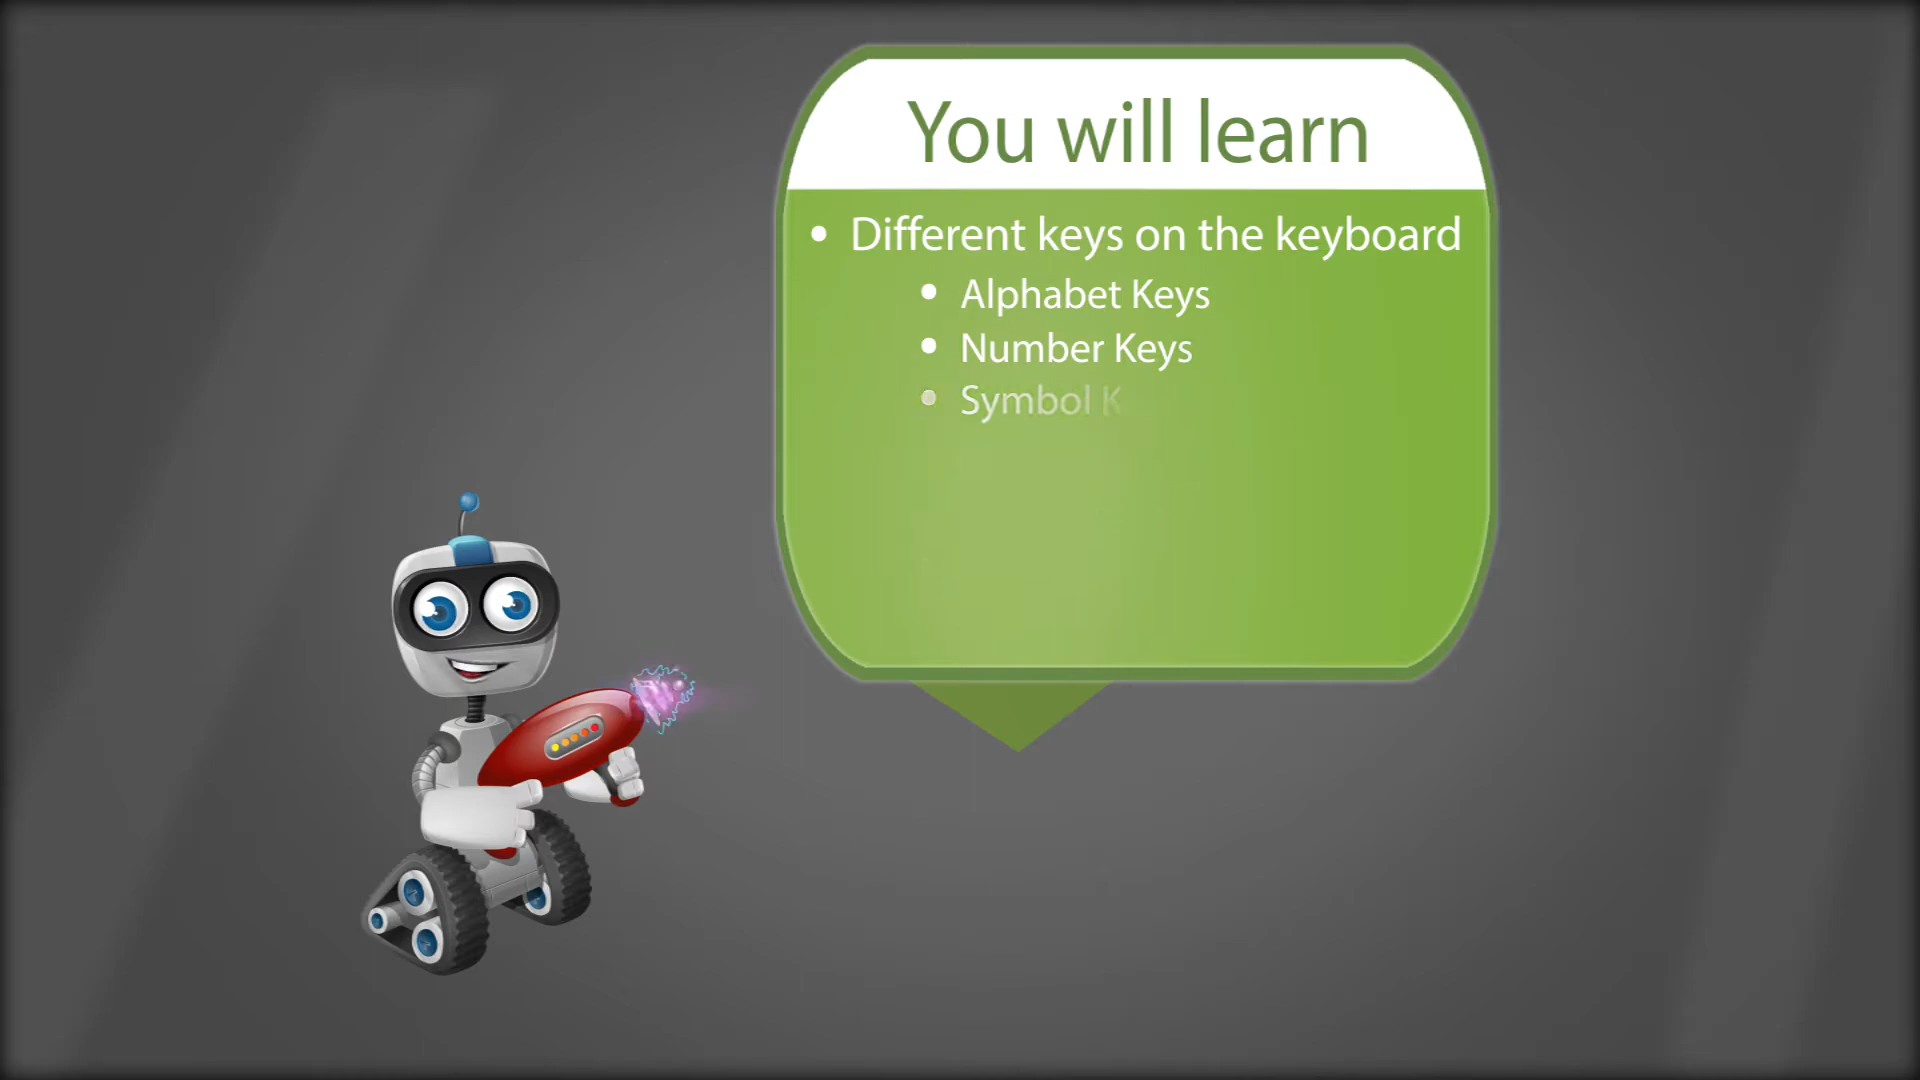 You will learn
• Different keys on the keyboard
• Alphabet Keys
• Number Keys
• Symbol K